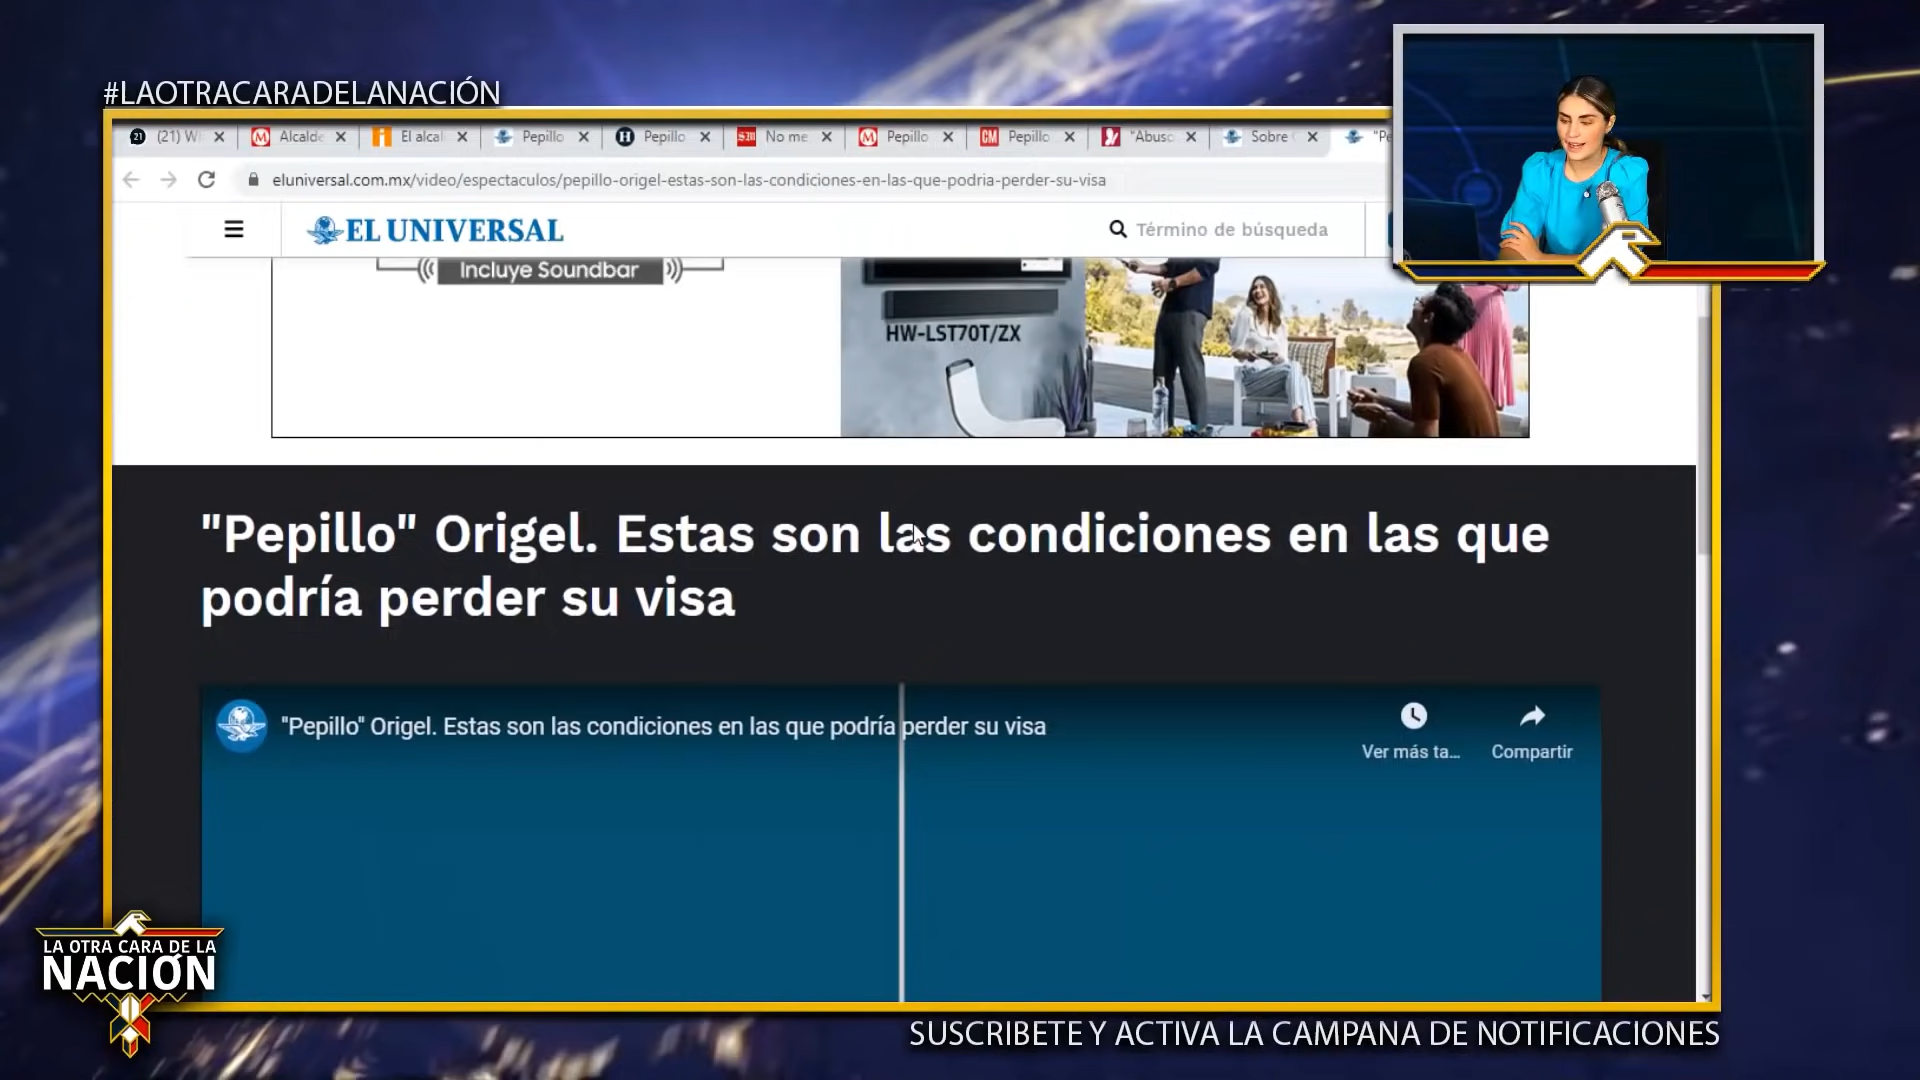 #LAOTRACARADELANACIÓN
(21) W
Alcalde
El alcal
Pepillo
Pepillo
No me
Pepillo
Pepillo
"Abuso
Sobre
"Pe
eluniversal.com.mx/video/espectaculos/pepillo-origel-estas-son-las-condiciones-en-las-que-podria-perder-su-visa
EL UNIVERSAL
Término de búsqueda
Incluye Soundbar
HW-LST70T/ZX
"Pepillo" Origel. Estas son las condiciones en las que
podría perder su visa
"Pepillo" Origel. Estas son las condiciones en las que podría perder su visa
Ver más ta...
Compartir
LA OTRA CARA DE LA
NACIÓN
SUSCRIBETE Y ACTIVA LA CAMPANA DE NOTIFICACIONES